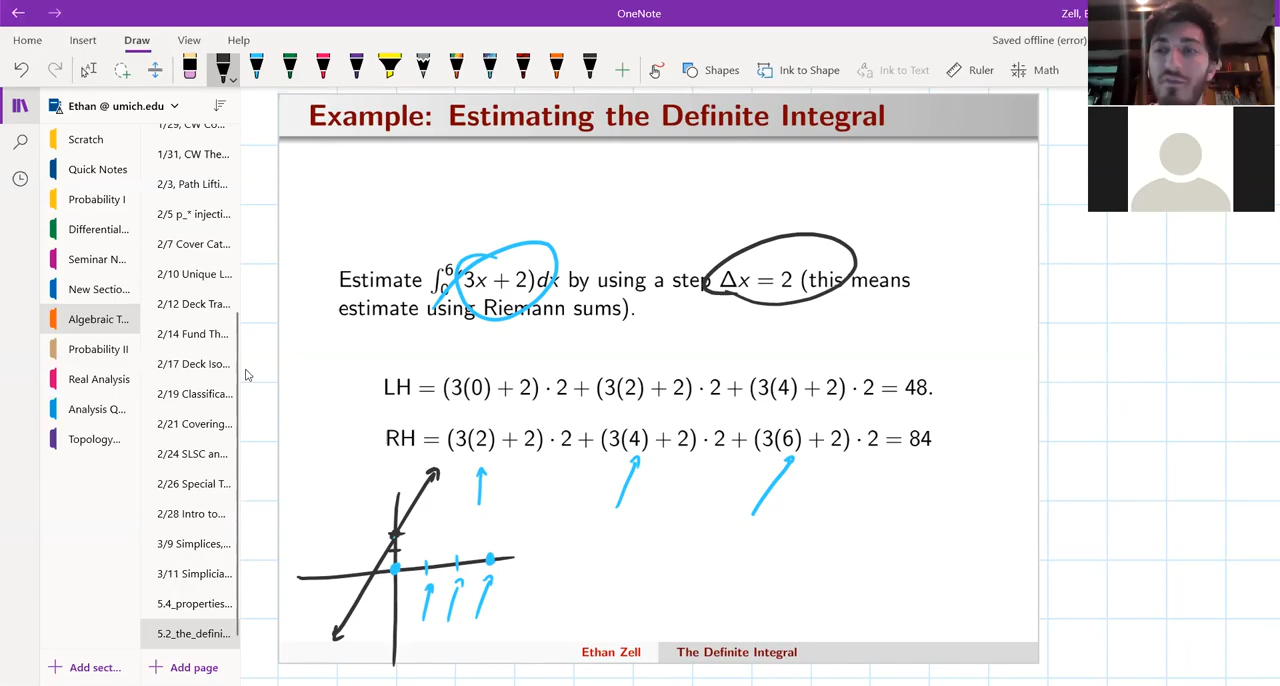 OneNote
Zell, E
Home Insert Draw View Help
Saved offline (error)
Shapes Ink to Shape Ink to Text Ruler Math
Ethan @ umich.edu
Scratch
Quick Notes
Probability I
Differential...
Seminar N...
New Sectio...
Algebraic T...
Probability II
Real Analysis
Analysis Q...
Topology...
Add sect...
1/29, CW Co...
1/31, CW The...
2/3, Path Lifti...
2/5 p_* injecti...
2/7 Cover Cat...
2/10 Unique L...
2/12 Deck Tra...
2/14 Fund Th...
2/17 Deck Iso...
2/19 Classifica...
2/21 Covering...
2/24 SLSC an...
2/26 Special T...
2/28 Intro to...
3/9 Simplices,...
3/11 Simplicia...
5.4_properties...
5.2_the_defini...
Add page
Example: Estimating the Definite Integral
Estimate ∫₀⁶(3x + 2)dx by using a step Δx = 2 (this means
estimate using Riemann sums).
LH = (3(0) + 2) · 2 + (3(2) + 2) · 2 + (3(4) + 2) · 2 = 48.
RH = (3(2) + 2) · 2 + (3(4) + 2) · 2 + (3(6) + 2) · 2 = 84
Ethan Zell The Definite Integral